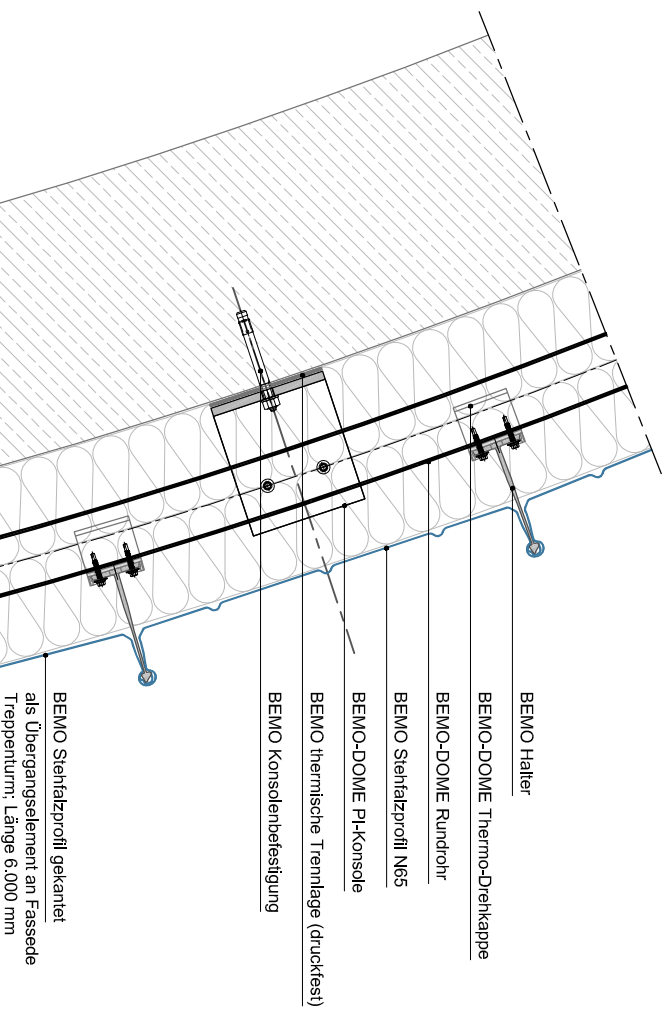 BEMO Halter
BEMO-DOME Thermo-Drehkappe
BEMO-DOME Rundrohr
BEMO Stehfalzprofil N65
BEMO-DOME PI-Konsole
BEMO thermische Trennlage (druckfest)
BEMO Konsolenbefestigung
BEMO Stehfalzprofil gekantet
als Übergangselement an Fassede
Treppenturm; Länge 6.000 mm